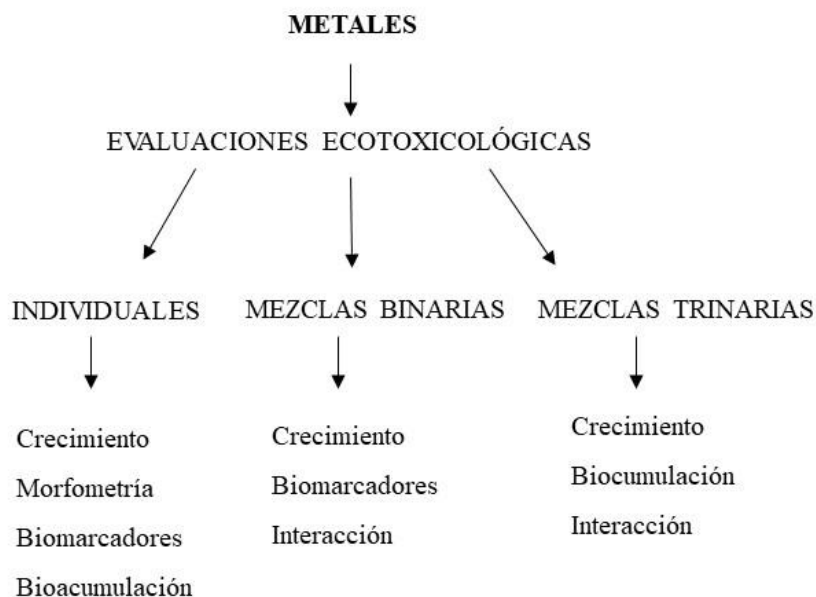 METALES
EVALUACIONES ECOTOXICOLÓGICAS
INDIVIDUALES
MEZCLAS BINARIAS
MEZCLAS TRINARIAS
Crecimiento
Morfometría
Biomarcadores
Bioacumulación
Crecimiento
Biomarcadores
Interacción
Crecimiento
Biocumulación
Interacción